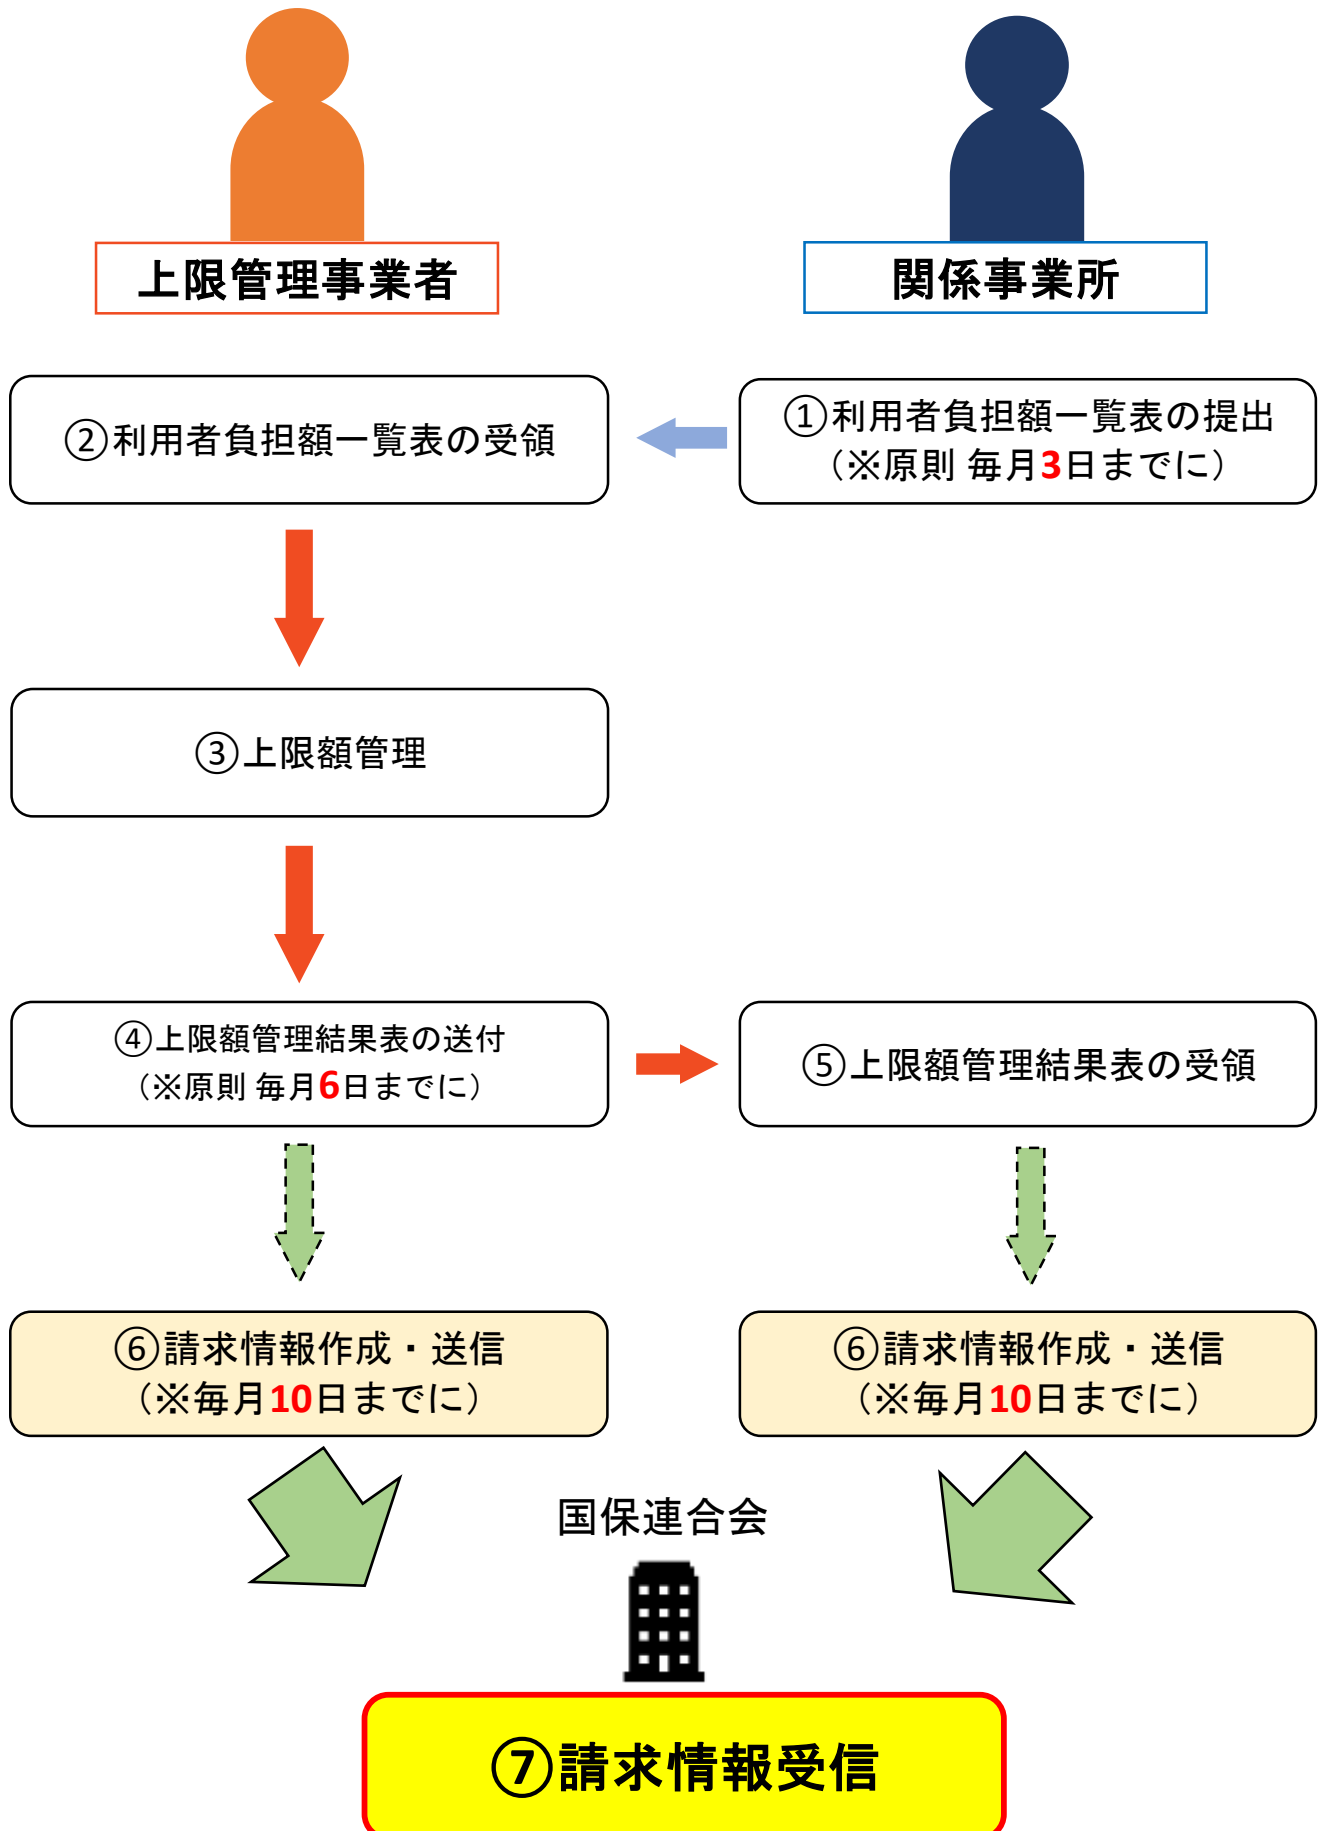 上限管理事業者
関係事業所
①利用者負担額一覧表の提出
（※原則 毎月3日までに）
②利用者負担額一覧表の受領
③上限額管理
④上限額管理結果表の送付
（※原則 毎月6日までに）
⑤上限額管理結果表の受領
⑥請求情報作成・送信
（※毎月10日までに）
⑥請求情報作成・送信
（※毎月10日までに）
国保連合会
⑦請求情報受信